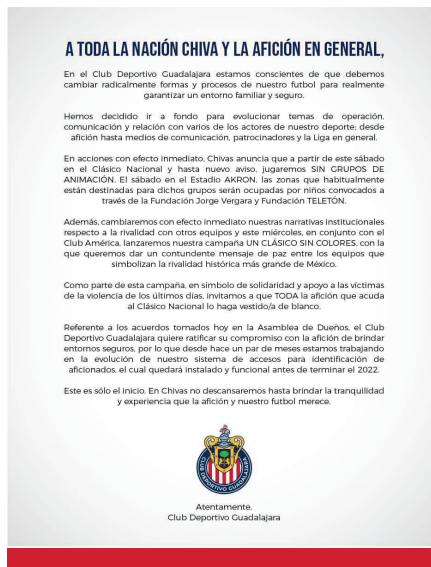 A TODA LA NACIÓN CHIVA Y LA AFICIÓN EN GENERAL,
En el Club Deportivo Guadalajara estamos conscientes de que debemos
cambiar radicalmente formas y procesos de nuestro futbol para realmente
garantizar un entorno familiar y seguro.
Hemos decidido ir a fondo para evolucionar temas de operación,
comunicación y relación con varios de los actores de nuestro deporte; desde
afición hasta medios de comunicación, patrocinadores y la Liga en general.
En acciones con efecto inmediato, Chivas anuncia que a partir de este sábado
en el Clásico Nacional y hasta nuevo aviso, jugaremos SIN GRUPOS DE
ANIMACIÓN. El sábado en el Estadio AKRON, las zonas que habitualmente
están destinadas para dichos grupos serán ocupadas por niños convocados a
través de la Fundación Jorge Vergara y Fundación TELETÓN.
Además, cambiaremos con efecto inmediato nuestras narrativas institucionales
respecto a la rivalidad con otros equipos y este miércoles, en conjunto con el
Club América, lanzaremos nuestra campaña UN CLÁSICO SIN COLORES, con la
que queremos dar un contundente mensaje de paz entre los equipos que
simbolizan la rivalidad histórica más grande de México.
Como parte de esta campaña, en símbolo de solidaridad y apoyo a las víctimas
de la violencia de los últimos días, invitamos a que TODA la afición que acuda
al Clásico Nacional lo haga vestido/a de blanco.
Referente a los acuerdos tomados hoy en la Asamblea de Dueños, el Club
Deportivo Guadalajara quiere ratificar su compromiso con la afición de brindar
entornos seguros, por lo que desde hace un par de meses estamos trabajando
en la evolución de nuestro sistema de accesos para identificación de
aficionados, el cual quedará instalado y funcional antes de terminar el 2022.
Este es sólo el inicio. En Chivas no descansaremos hasta brindar la tranquilidad
y experiencia que la afición y nuestro futbol merece.
CLUB DEPORTIVO GUADALAJARA
Atentamente,
Club Deportivo Guadalajara